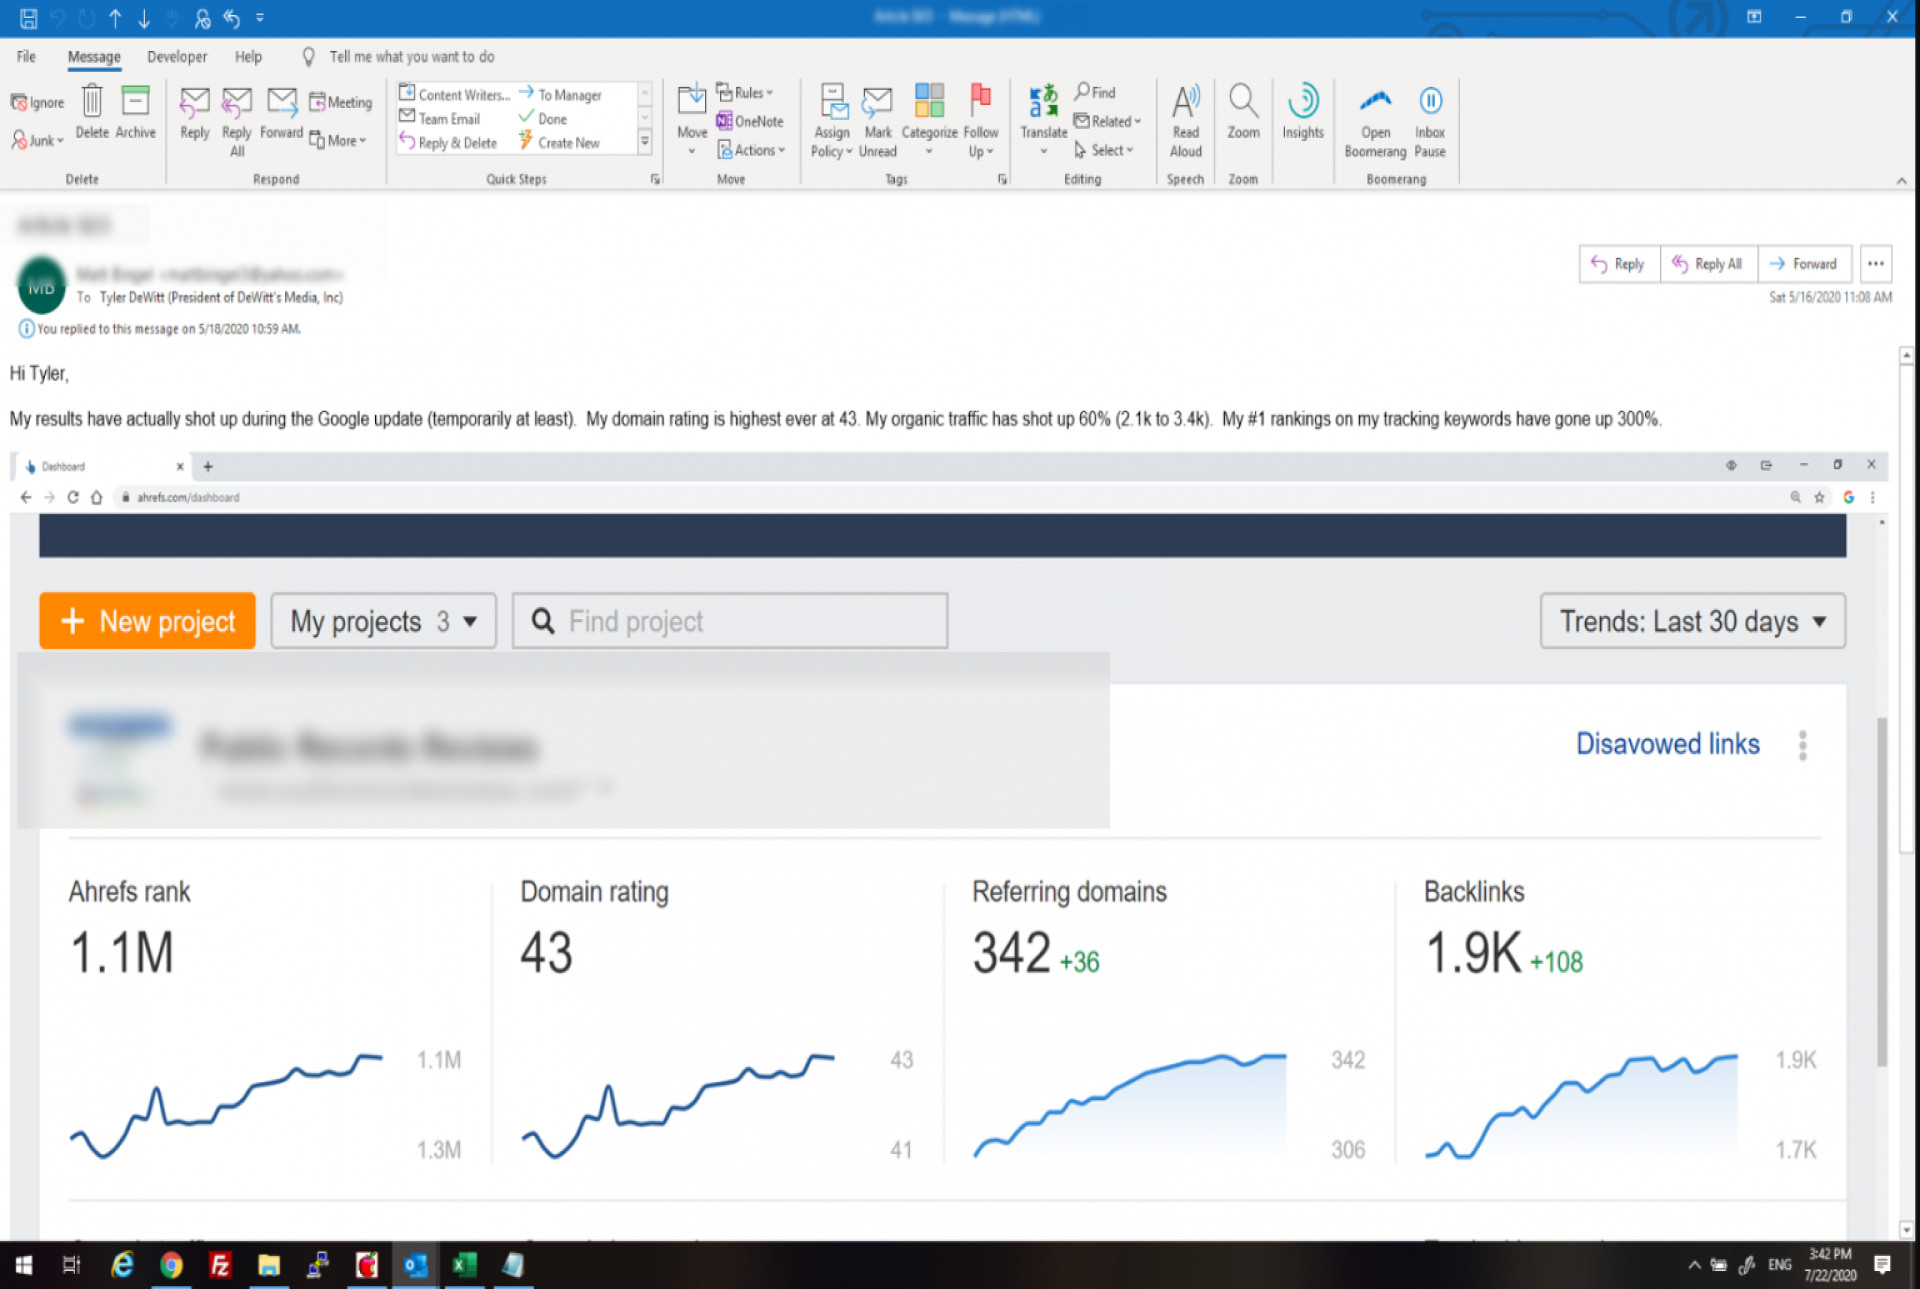 File Message Developer Help Tell me what you want to do
Ignore
Junk
Delete
Archive
Delete
Reply
Reply All
Forward
Meeting
More
Respond
Content Writers... To Manager
Team Email Done
Reply & Delete Create New
Quick Steps
Move
Rules
OneNote
Actions
Move
Assign Policy
Mark Unread
Categorize
Follow Up
Tags
Translate
Find
Related
Select
Editing
Read Aloud
Speech
Zoom
Zoom
Insights
Open Boomerang
Inbox Pause
Boomerang
MB
To Tyler DeWitt (President of DeWitt's Media, Inc)
You replied to this message on 5/18/2020 10:59 AM.
Reply Reply All Forward
Sat 5/16/2020 11:08 AM
Hi Tyler,
My results have actually shot up during the Google update (temporarily at least).  My domain rating is highest ever at 43. My organic traffic has shot up 60% (2.1k to 3.4k).  My #1 rankings on my tracking keywords have gone up 300%.
Dashboard
ahrefs.com/dashboard
+ New project My projects 3 Find project Trends: Last 30 days
Disavowed links
Ahrefs rank
1.1M
1.1M
1.3M
Domain rating
43
43
41
Referring domains
342 +36
342
306
Backlinks
1.9K +108
1.9K
1.7K
ENG
3:42 PM
7/22/2020